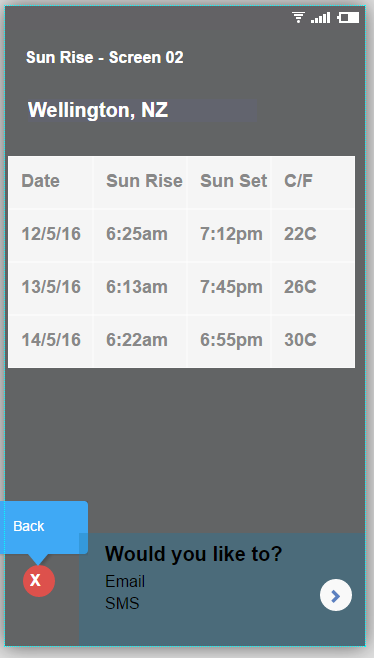 Sun Rise - Screen 02
Wellington, NZ
Date Sun Rise Sun Set C/F
12/5/16 6:25am 7:12pm 22C
13/5/16 6:13am 7:45pm 26C
14/5/16 6:22am 6:55pm 30C
Back
X
Would you like to?
Email
SMS